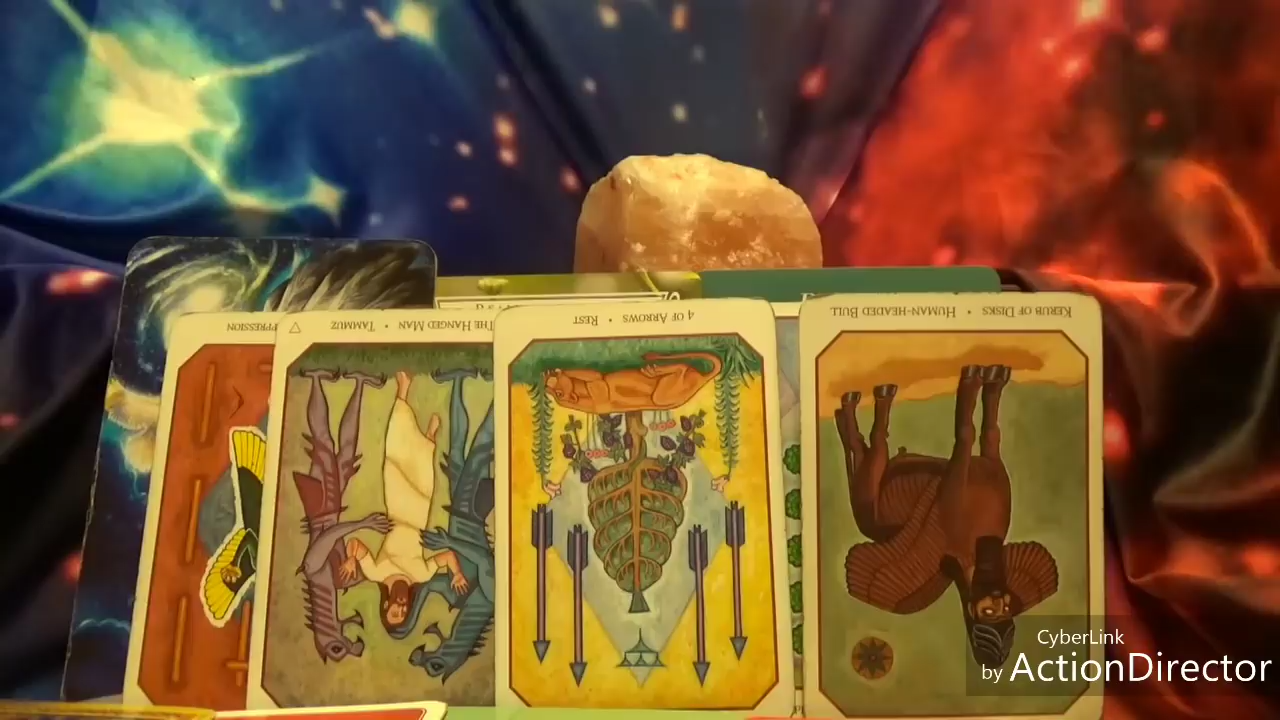 PPRESSION
THE HANGED MAN • TAMMUZ
4 OF ARROWS • REST
KERUB OF DISKS • HUMAN-HEADED BULL
CyberLink
by ActionDirector